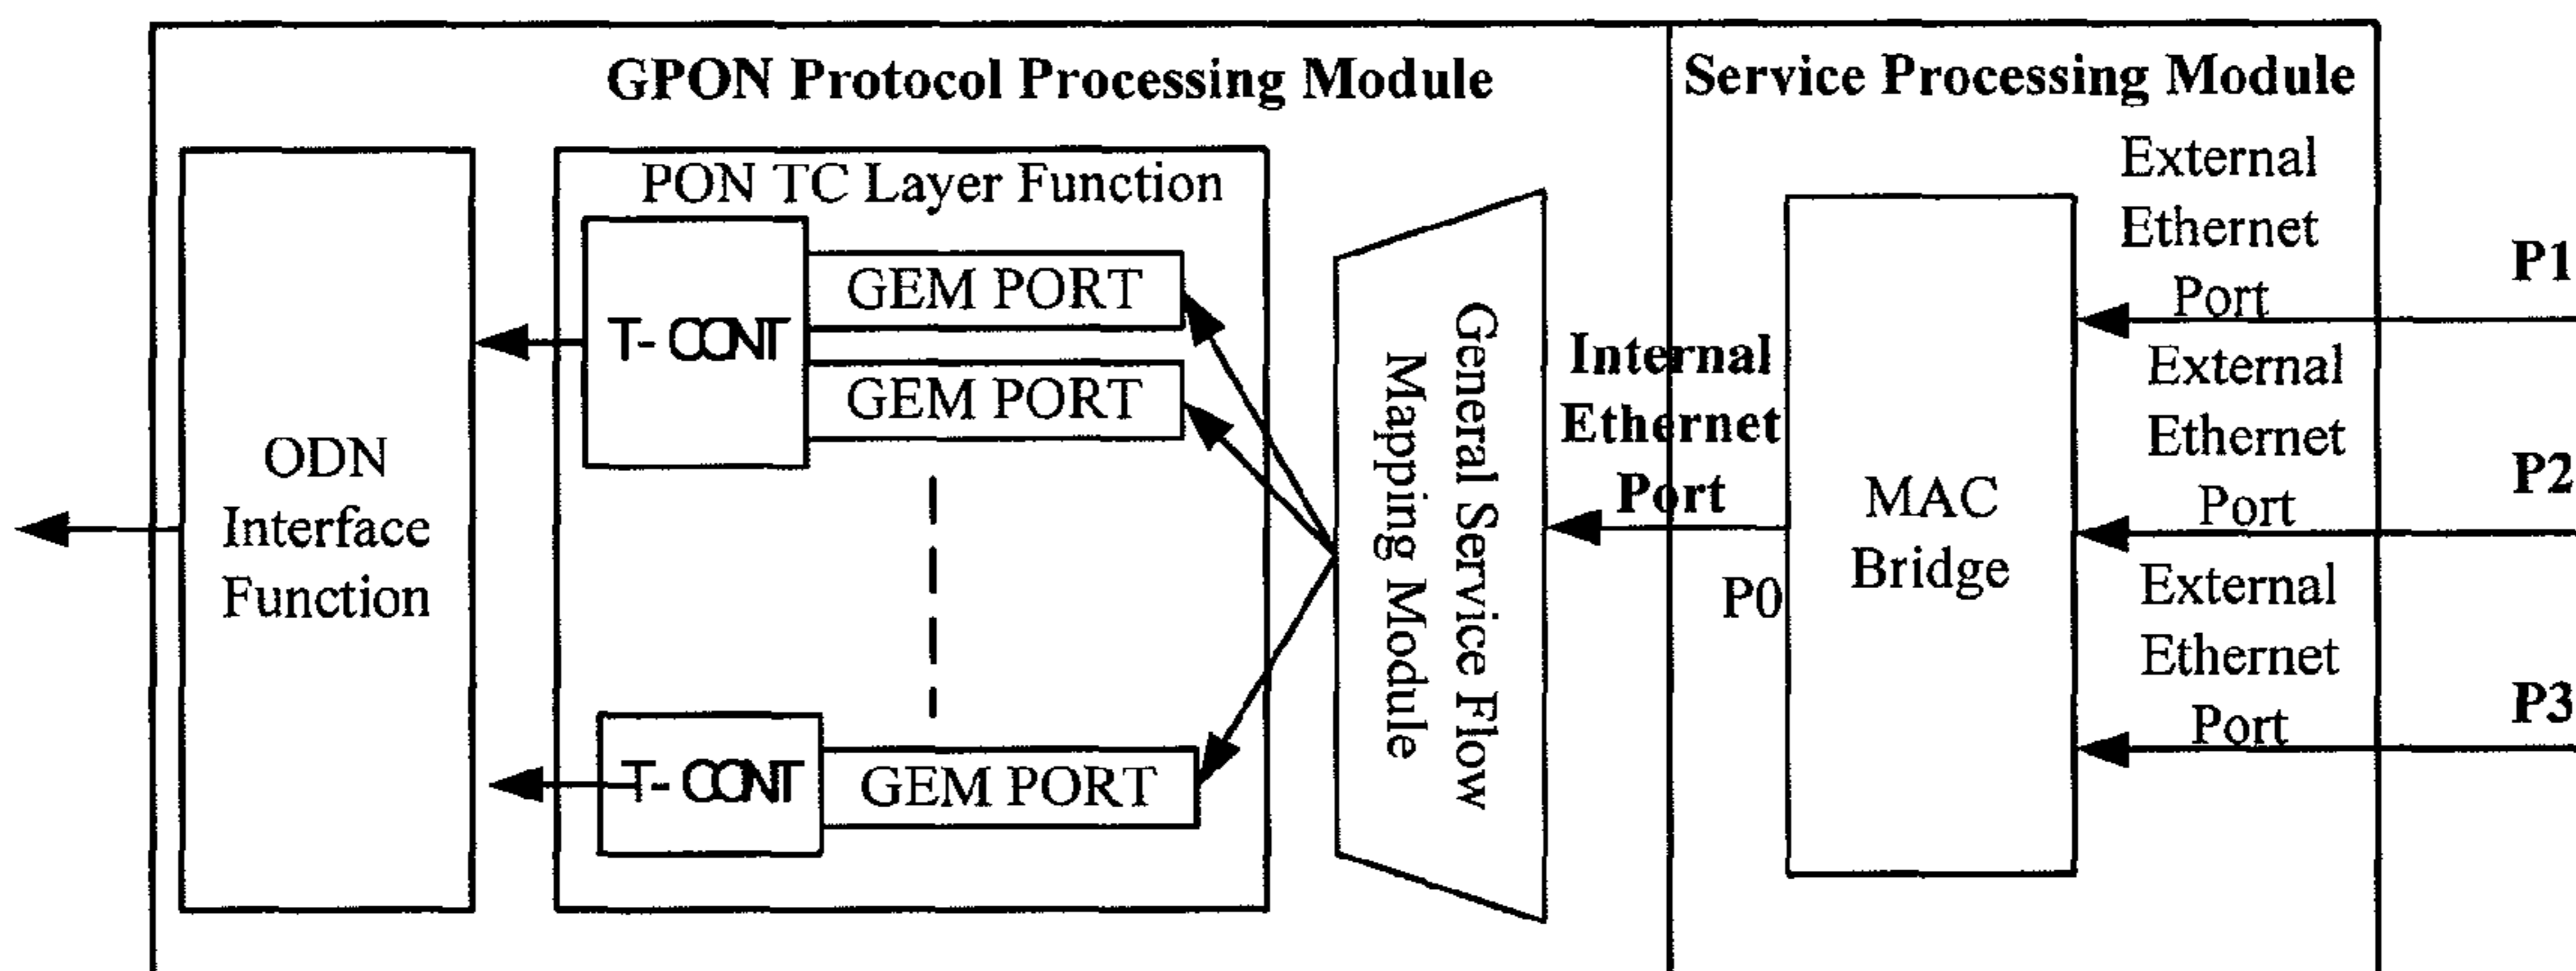 GPON Protocol Processing Module
Service Processing Module
ODN
Interface
Function
PON TC Layer Function
T- CONT
GEM PORT
GEM PORT
T- CONT
GEM PORT
General Service Flow
Mapping Module
Internal
Ethernet
Port
P0
MAC
Bridge
External
Ethernet
Port
P1
External
Ethernet
Port
P2
External
Ethernet
Port
P3